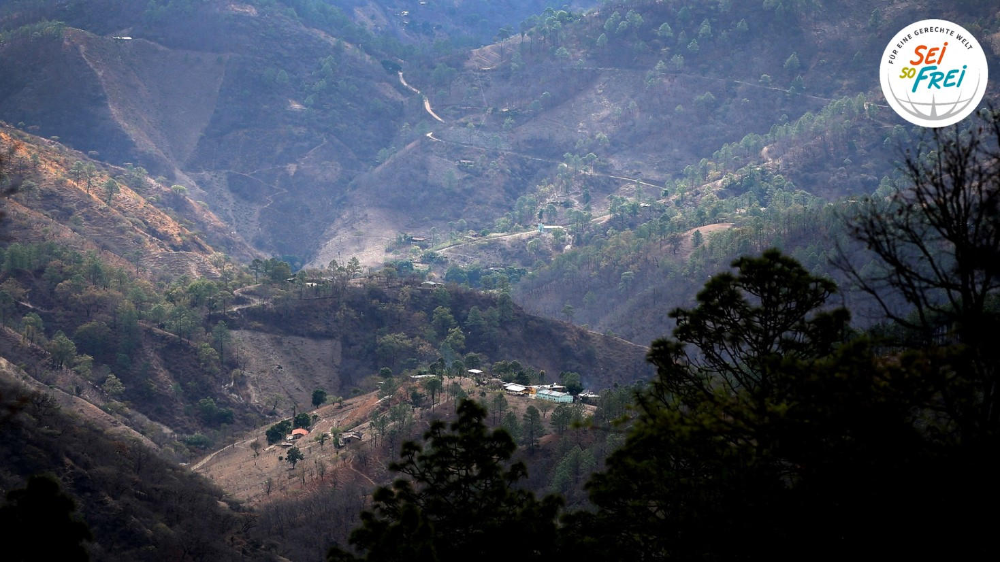 FÜR EINE GERECHTE WELT
SEi
SO FREi